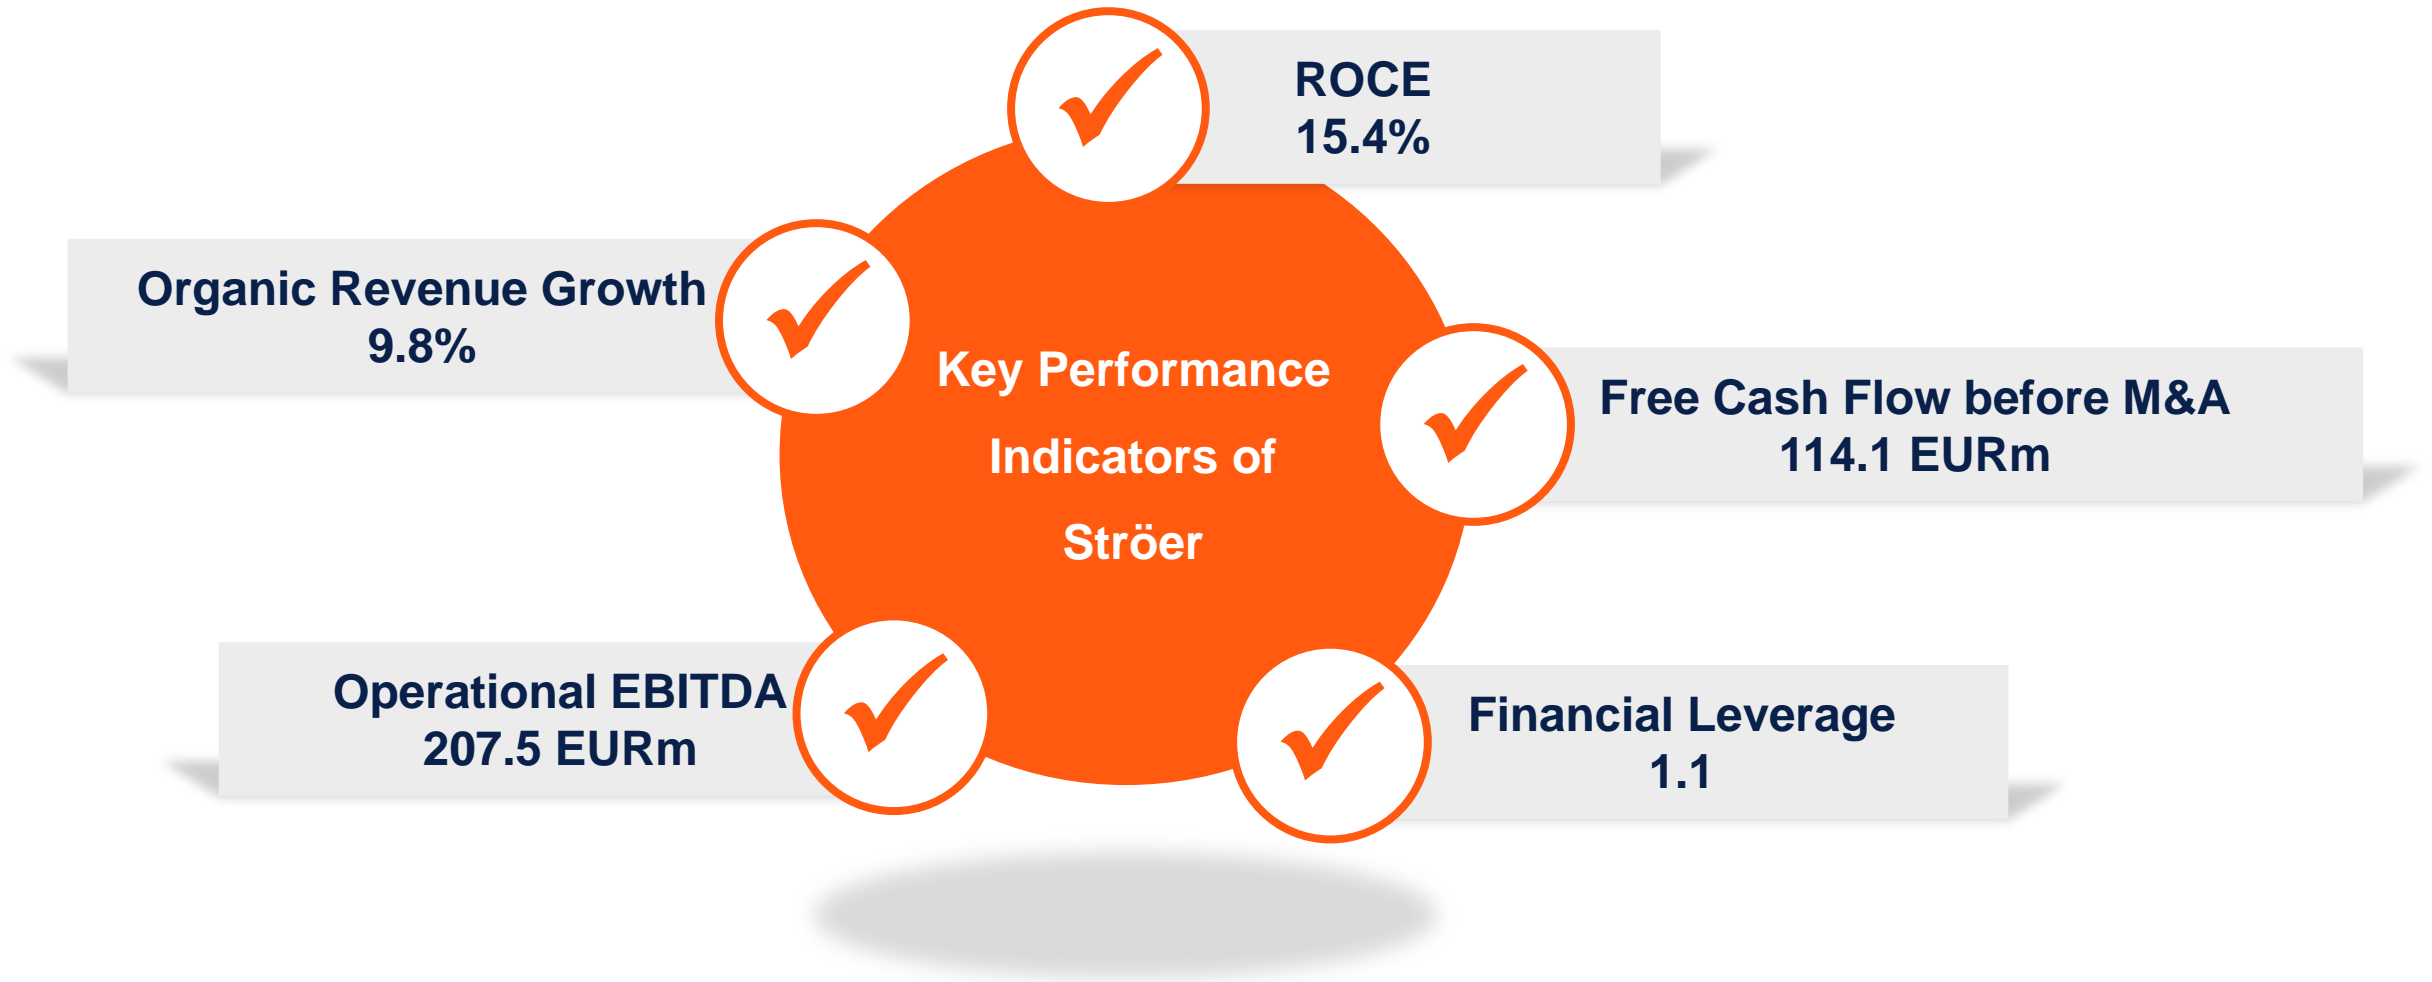 ROCE
15.4%
Organic Revenue Growth
9.8%
Key Performance
Indicators of
Ströer
Free Cash Flow before M&A
114.1 EURm
Operational EBITDA
207.5 EURm
Financial Leverage
1.1